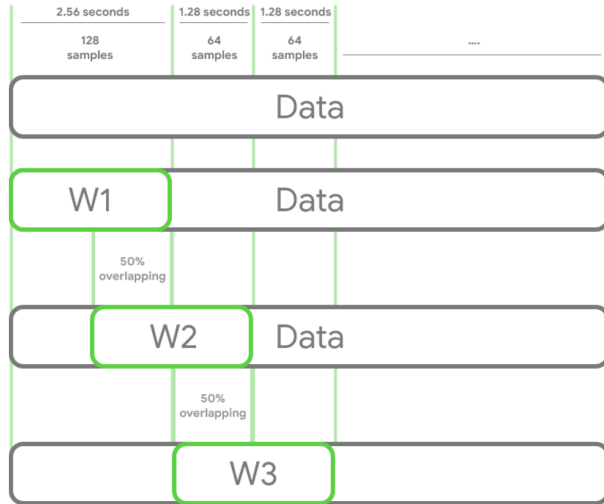 2.56 seconds 1.28 seconds 1.28 seconds
128 64 64 ....
samples samples samples
Data
W1 Data
50%
overlapping
W2 Data
50%
overlapping
W3